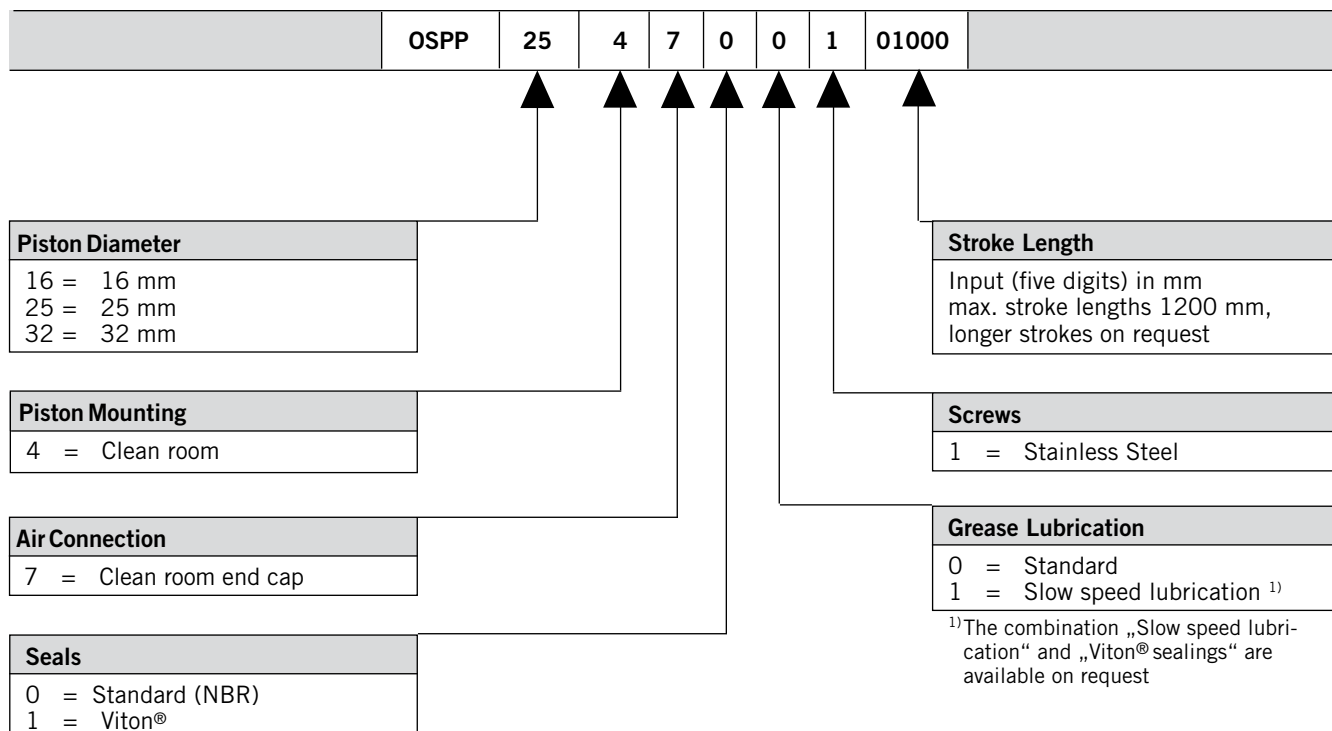 OSPP 25 4 7 0 0 1 01000
Piston Diameter
16 = 16 mm
25 = 25 mm
32 = 32 mm
Piston Mounting
4 = Clean room
Air Connection
7 = Clean room end cap
Seals
0 = Standard (NBR)
1 = Viton®
Stroke Length
Input (five digits) in mm
max. stroke lengths 1200 mm,
longer strokes on request
Screws
1 = Stainless Steel
Grease Lubrication
0 = Standard
1 = Slow speed lubrication 1)
1) The combination „Slow speed lubri-
cation“ and „Viton® sealings“ are
available on request